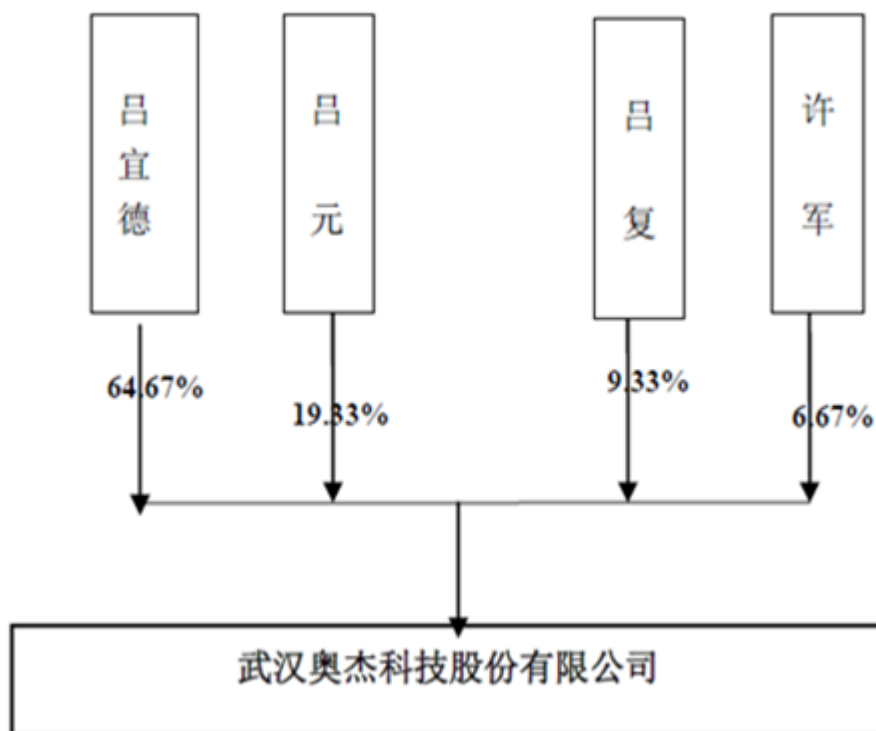 吕宜德
吕元
吕复
许军
64.67%
19.33%
9.33%
6.67%
武汉奥杰科技股份有限公司